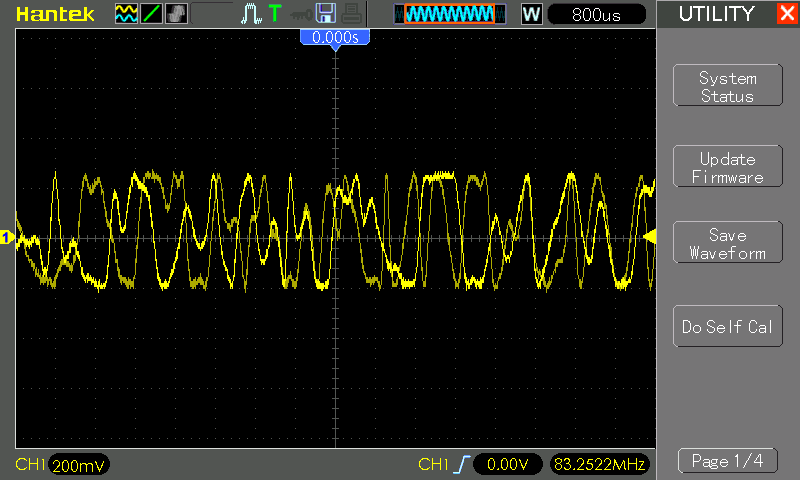 Hantek
T
W
800us
UTILITY
X
0.000s
System
Status
Update
Firmware
Save
Waveform
Do Self Cal
1
CH1 200mV
CH1 0.00V 83.2522MHz
Page 1/4